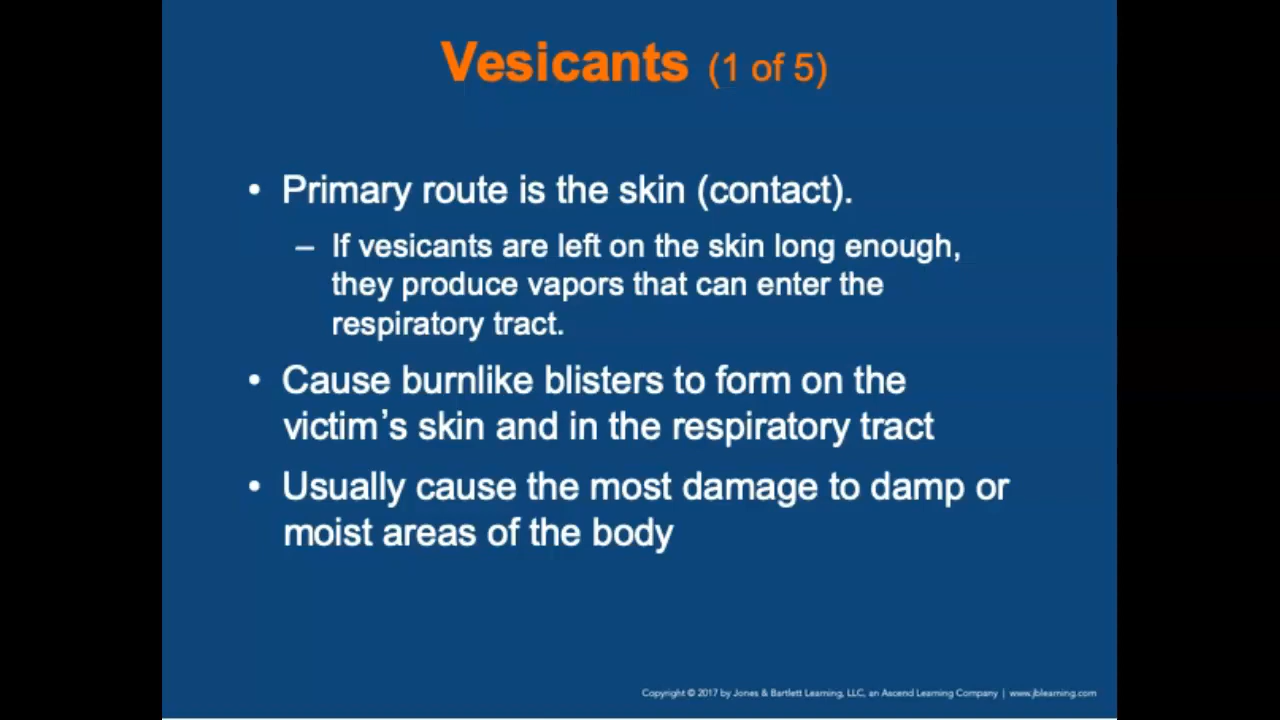 Vesicants (1 of 5)
• Primary route is the skin (contact).
– If vesicants are left on the skin long enough,
they produce vapors that can enter the
respiratory tract.
• Cause burnlike blisters to form on the
victim’s skin and in the respiratory tract
• Usually cause the most damage to damp or
moist areas of the body
Copyright © 2017 by Jones & Bartlett Learning, LLC, an Ascend Learning Company | www.jblearning.com